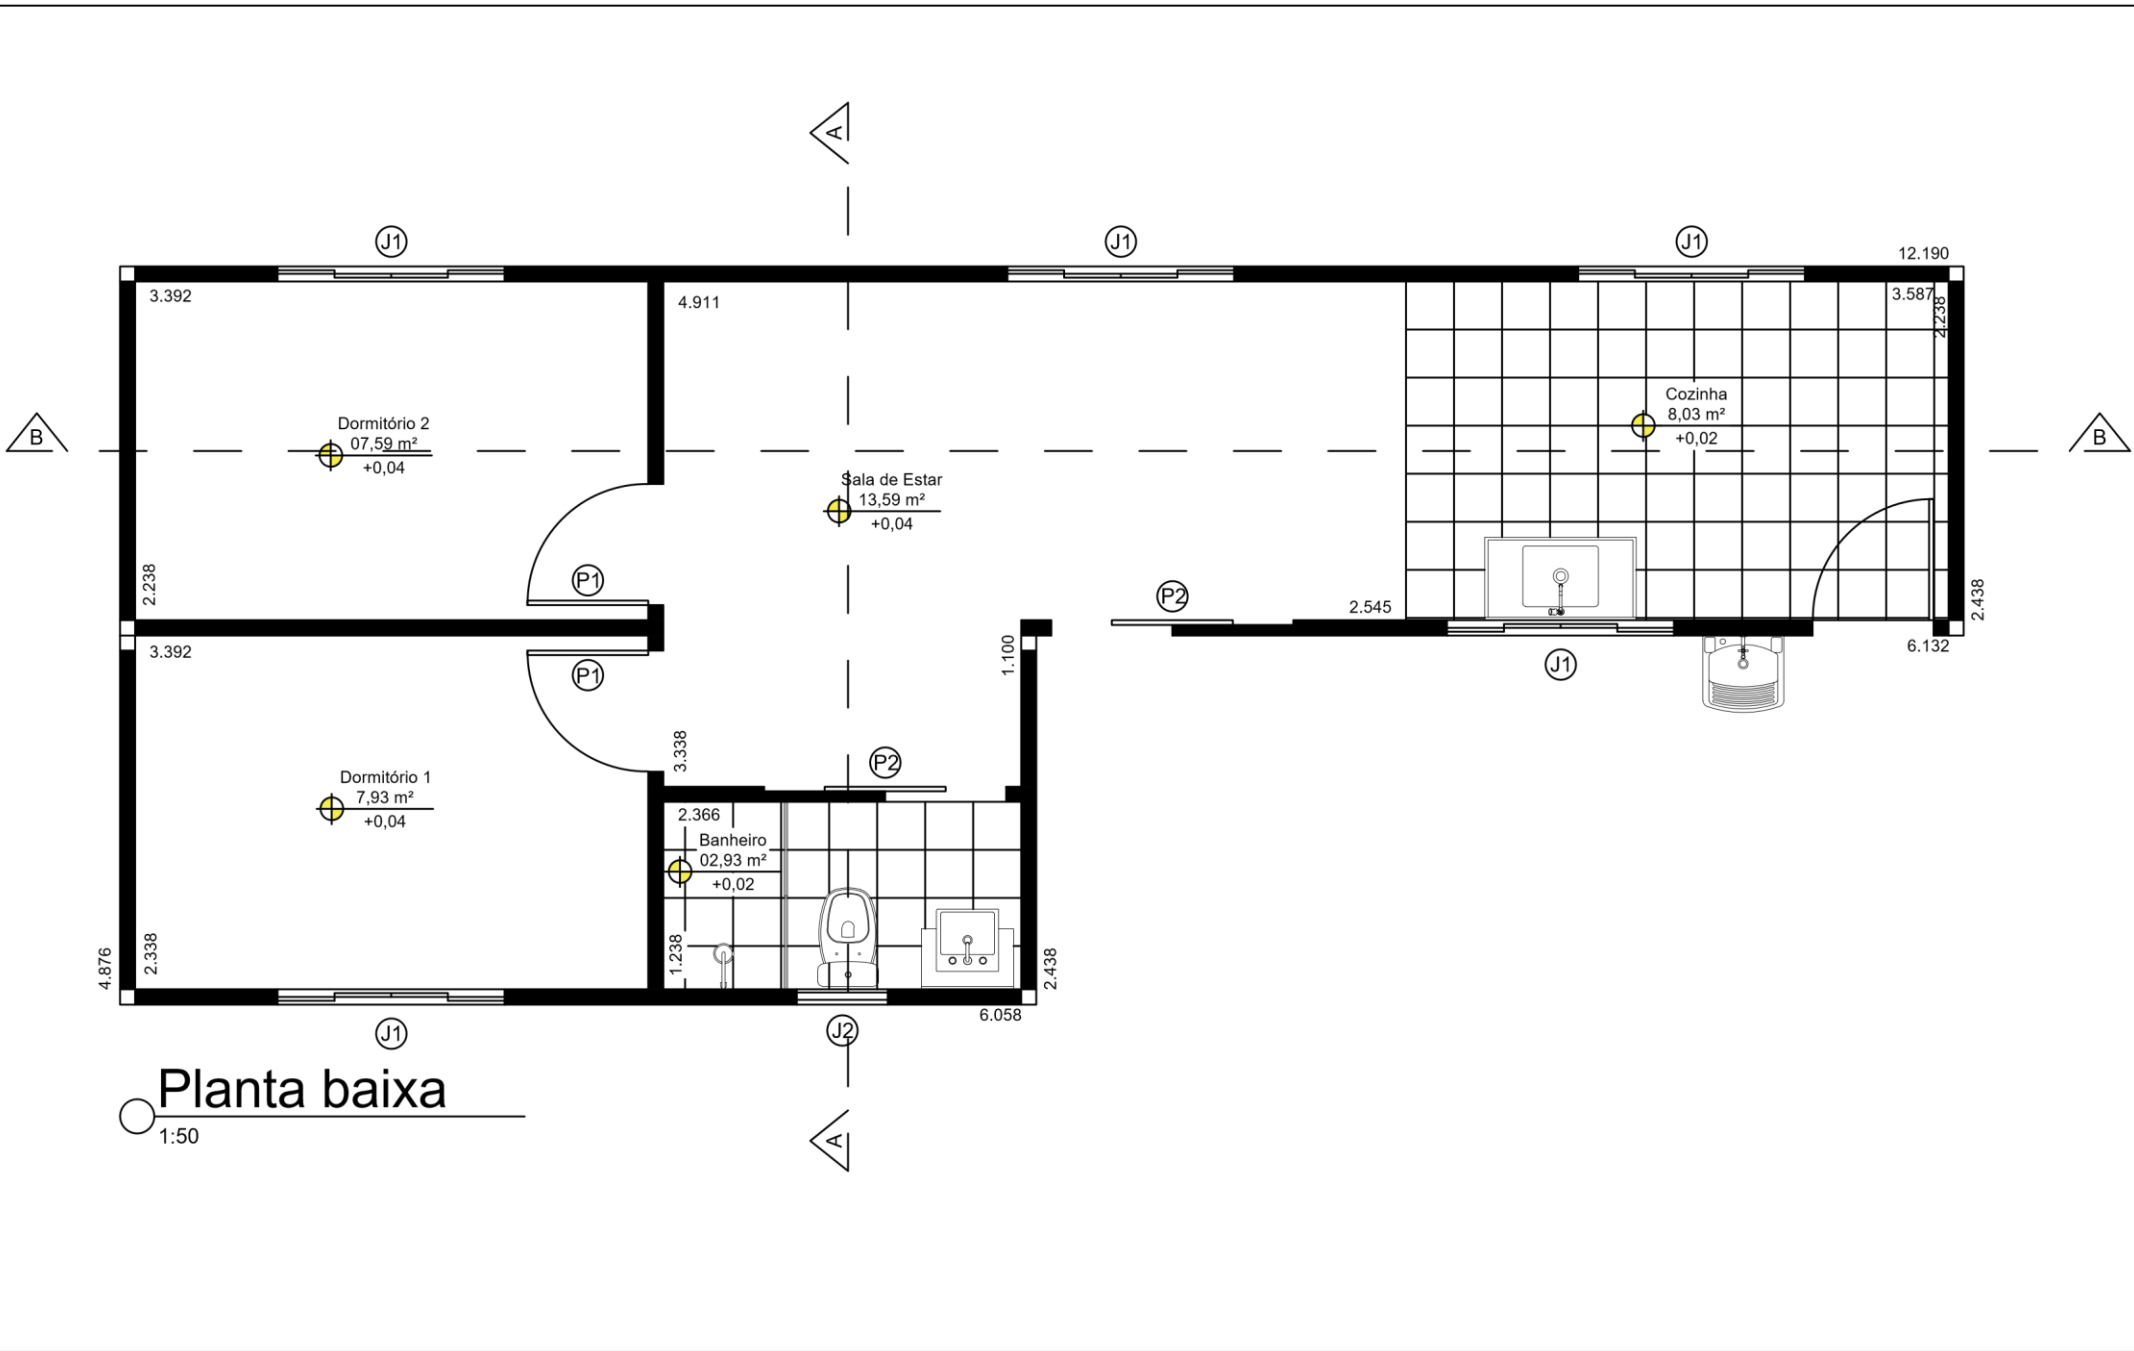 A
J1
J1
J1
12.190
3.392
4.911
3.587
2.238
Cozinha
8,03 m²
+0,02
B
Dormitório 2
07,59 m²
+0,04
B
Sala de Estar
13,59 m²
+0,04
2.238
P1
P2
2.545
2.438
3.392
P1
1.100
J1
6.132
3.338
P2
Dormitório 1
7,93 m²
+0,04
2.366
Banheiro
02,93 m²
+0,02
4.876
2.338
1.238
2.438
6.058
J1
J2
Planta baixa
1:50
A